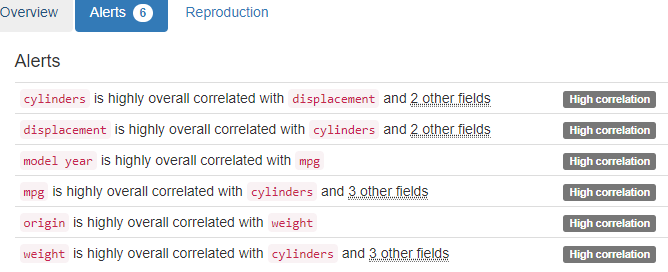 Overview Alerts 6 Reproduction
Alerts
cylinders is highly overall correlated with displacement and 2 other fields High correlation
displacement is highly overall correlated with cylinders and 2 other fields High correlation
model year is highly overall correlated with mpg High correlation
mpg is highly overall correlated with cylinders and 3 other fields High correlation
origin is highly overall correlated with weight High correlation
weight is highly overall correlated with cylinders and 3 other fields High correlation